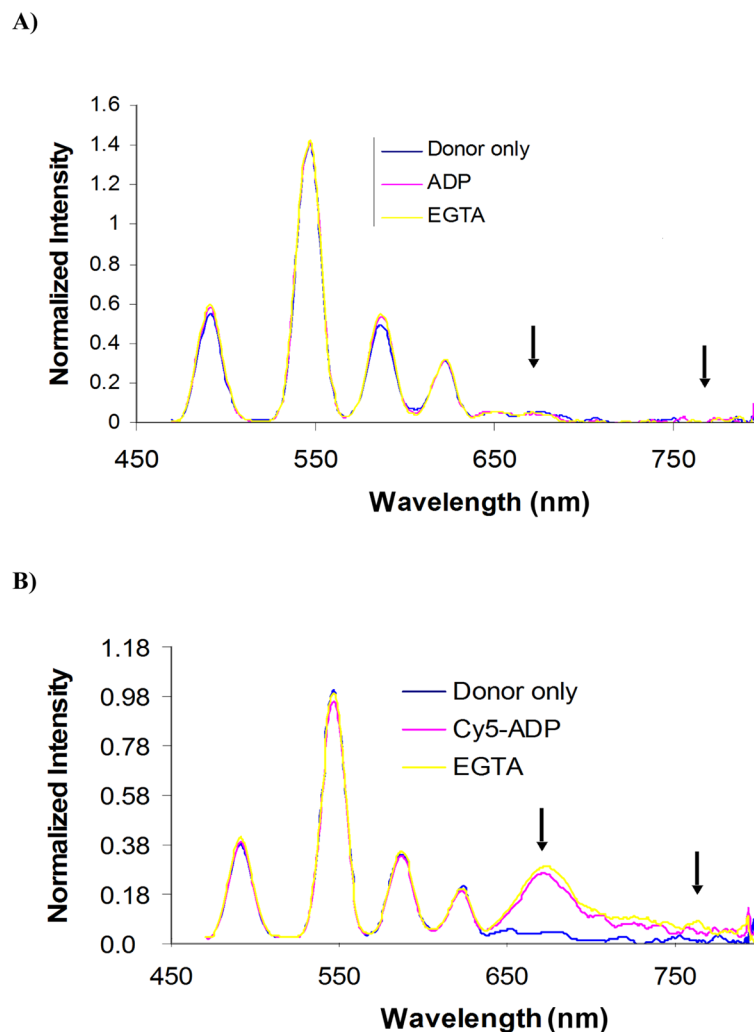 A)
1.6
1.4
1.2
1
0.8
0.6
0.4
0.2
0
Normalized Intensity
Donor only
ADP
EGTA
450 550 650 750
Wavelength (nm)
B)
1.18
0.98
0.78
0.58
0.38
0.18
0.0
Normalized Intensity
Donor only
Cy5-ADP
EGTA
450 550 650 750
Wavelength (nm)